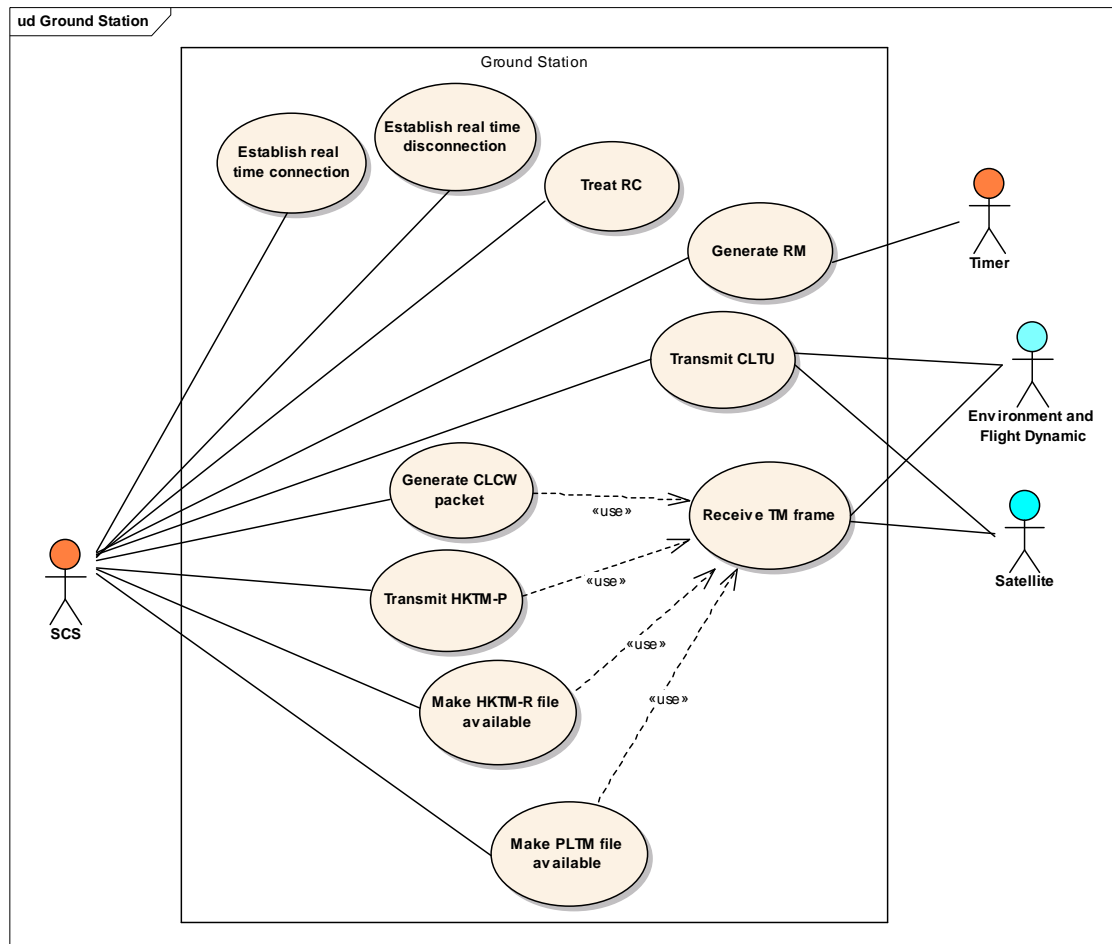 ud Ground Station
Ground Station
Establish real time
disconnection
Establish real
time connection
Treat RC
Generate RM
Timer
Transmit CLTU
Environment and
Flight Dynamic
Generate CLCW
packet
«use»
Receive TM frame
Satellite
«use»
Transmit HKTM-P
SCS
«use»
Make HKTM-R file
available
«use»
Make PLTM file
available